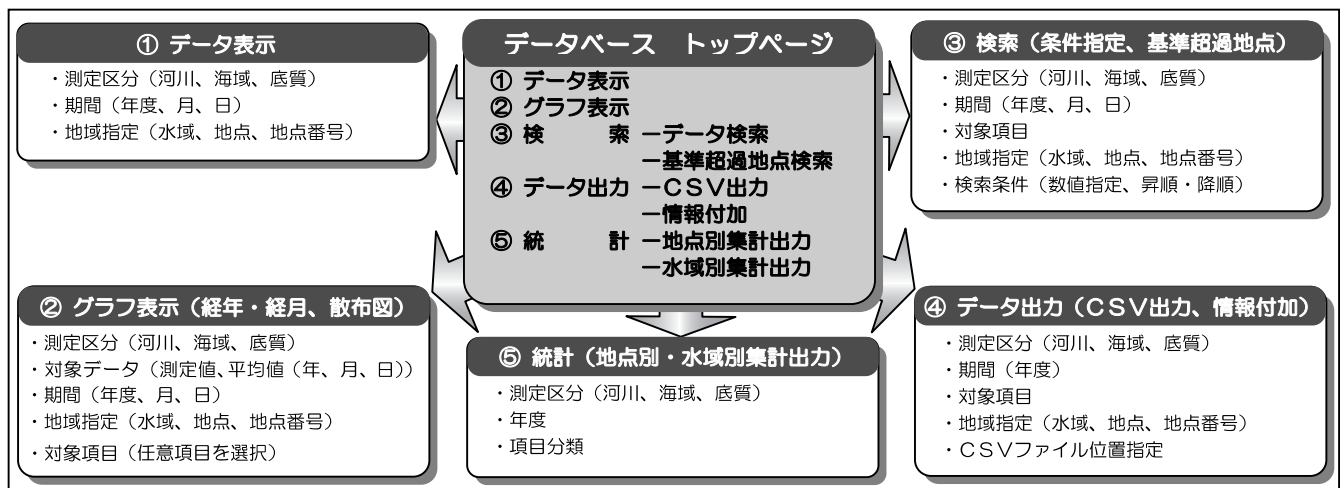 ① データ表示
・測定区分（河川、海域、底質）
・期間（年度、月、日）
・地域指定（水域、地点、地点番号）
データベース　トップページ
① データ表示
② グラフ表示
③ 検　　索 －データ検索
－基準超過地点検索
④ データ出力 －ＣＳＶ出力
－情報付加
⑤ 統　　計 －地点別集計出力
－水域別集計出力
③ 検索（条件指定、基準超過地点）
・測定区分（河川、海域、底質）
・期間（年度、月、日）
・対象項目
・地域指定（水域、地点、地点番号）
・検索条件（数値指定、昇順・降順）
② グラフ表示（経年・経月、散布図）
・測定区分（河川、海域、底質）
・対象データ（測定値、平均値（年、月、日））
・期間（年度、月、日）
・地域指定（水域、地点、地点番号）
・対象項目（任意項目を選択）
⑤ 統計（地点別・水域別集計出力）
・測定区分（河川、海域、底質）
・年度
・項目分類
④ データ出力（ＣＳＶ出力、情報付加）
・測定区分（河川、海域、底質）
・期間（年度）
・対象項目
・地域指定（水域、地点、地点番号）
・ＣＳＶファイル位置指定